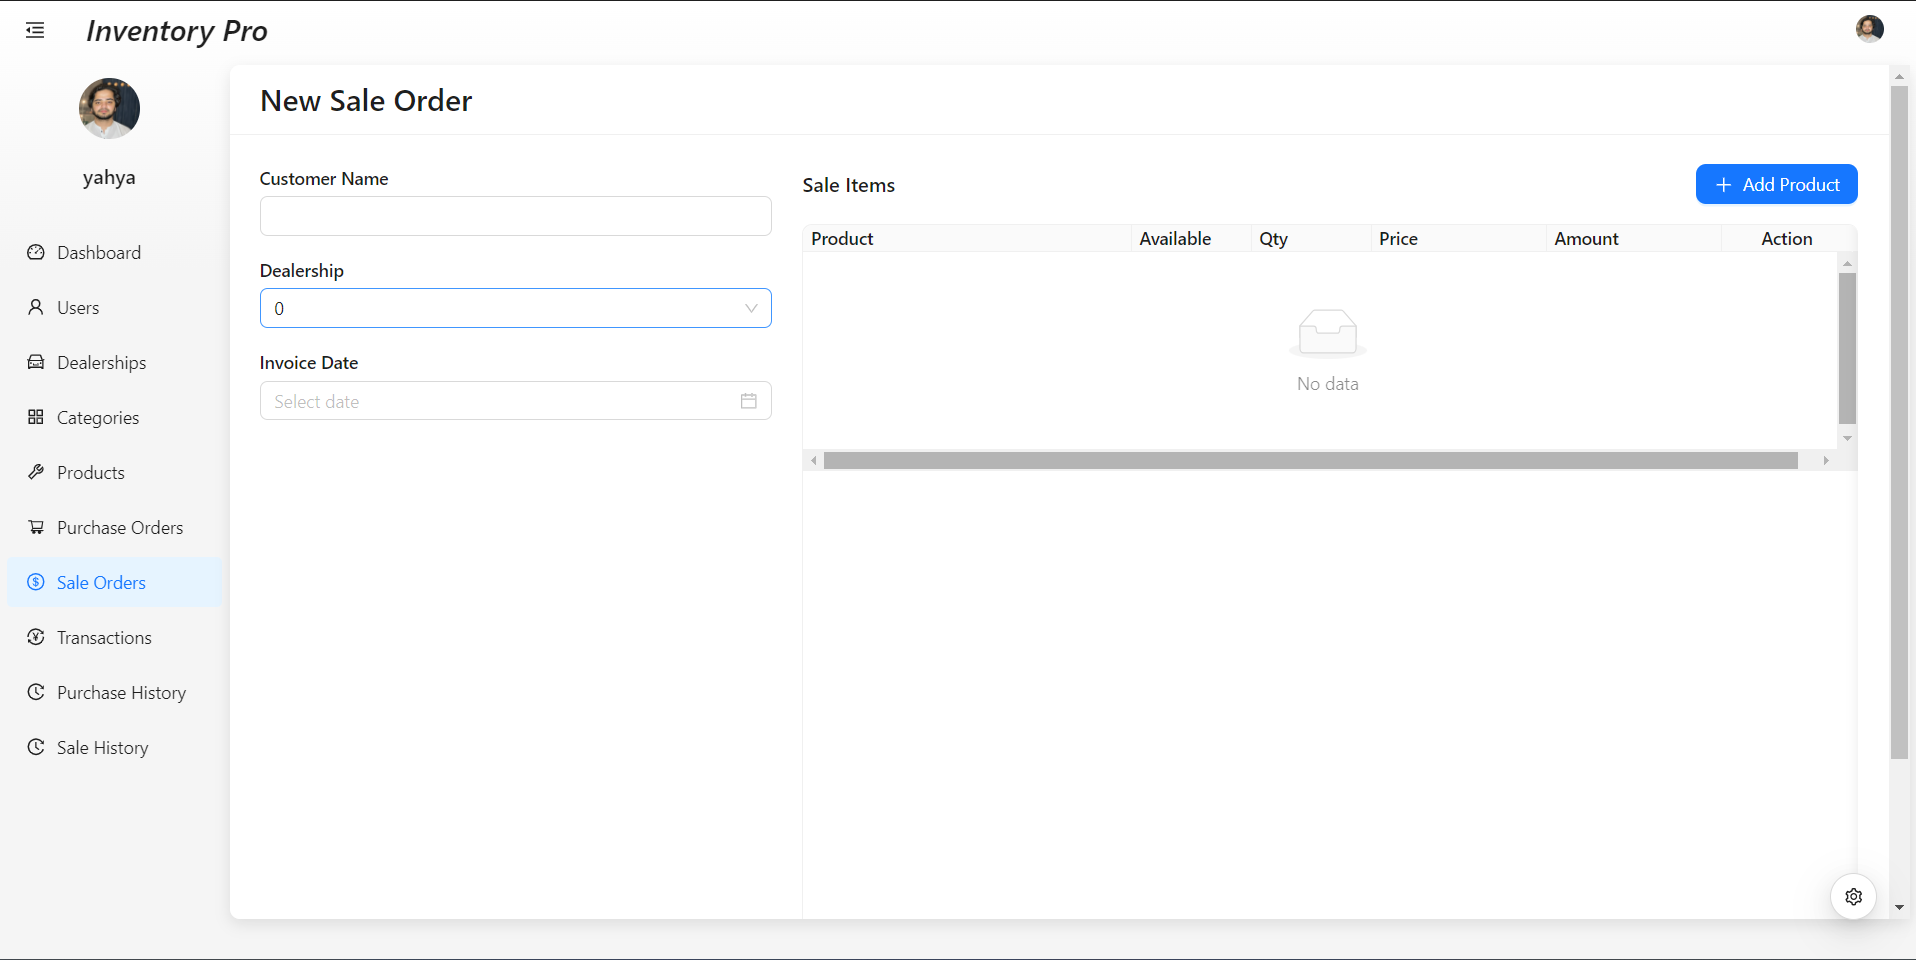 Inventory Pro
yahya
Dashboard
Users
Dealerships
Categories
Products
Purchase Orders
Sale Orders
Transactions
Purchase History
Sale History
New Sale Order
Customer Name
Dealership
0
Invoice Date
Select date
Sale Items
Add Product
Product Available Qty Price Amount Action
No data